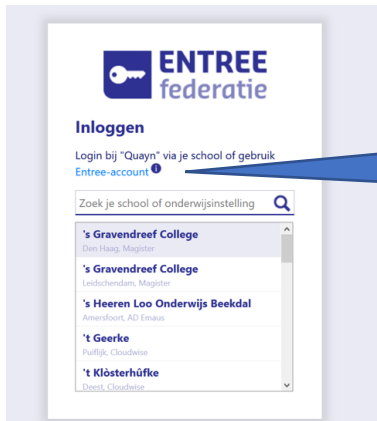 ENTREE
federatie
Inloggen
Login bij "Quayn" via je school of gebruik
Entree-account i
Zoek je school of onderwijsinstelling
's Gravendreef College
Den Haag, Magister
's Gravendreef College
Leidschendam, Magister
's Heeren Loo Onderwijs Beekdal
Amersfoort, AD Emaus
't Geerke
Puiflijk, Cloudwise
't Klòsterhûfke
Deest, Cloudwise